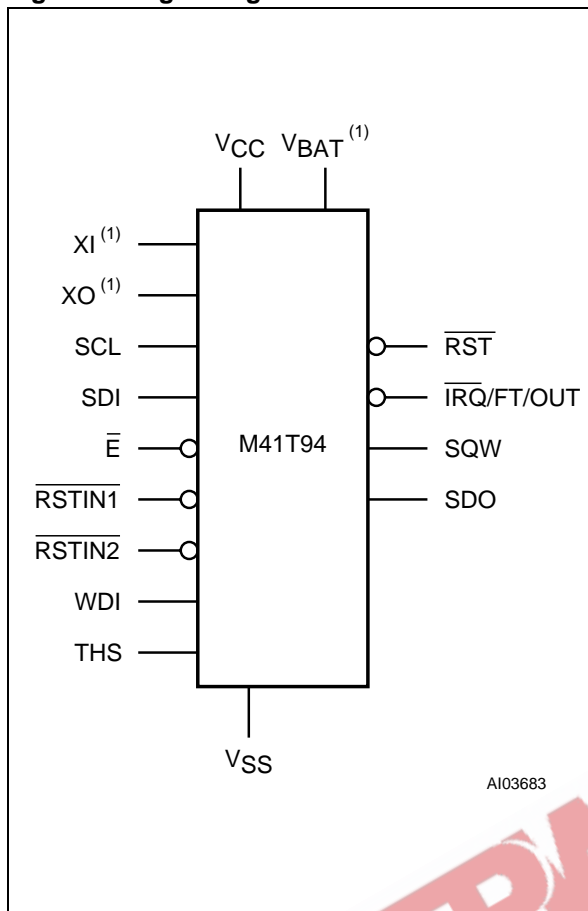 VCC VBAT (1)
XI (1)
XO (1)
SCL
SDI
E
RSTIN1
RSTIN2
WDI
THS
M41T94
RST
IRQ/FT/OUT
SQW
SDO
VSS
AI03683